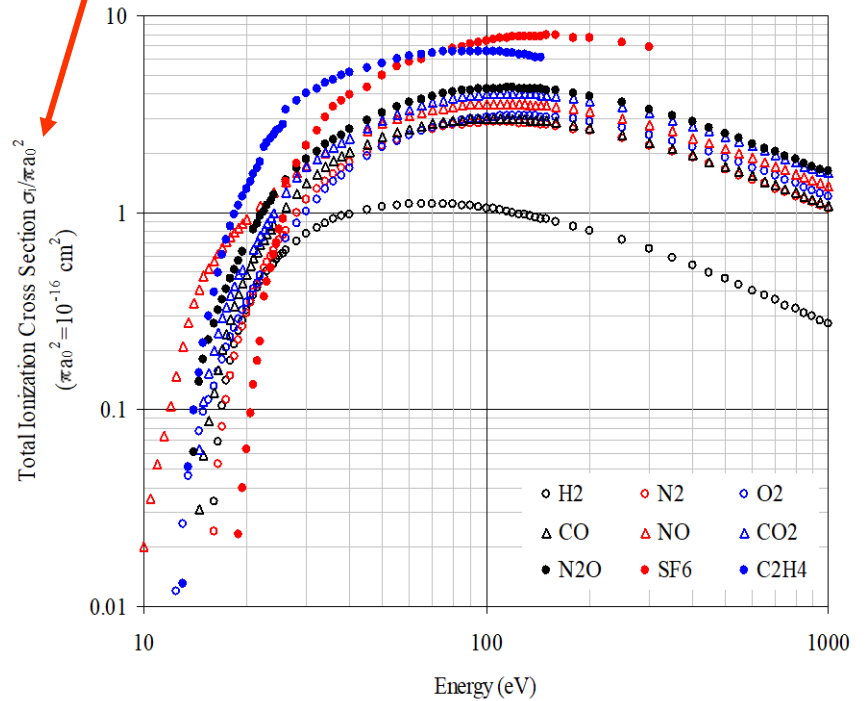 Total Ionization Cross Section σᵢ/πa₀²
(πa₀²=10⁻¹⁶ cm²)
10
1
0.1
0.01
H2 N2 O2
CO NO CO2
N2O SF6 C2H4
10 100 1000
Energy (eV)